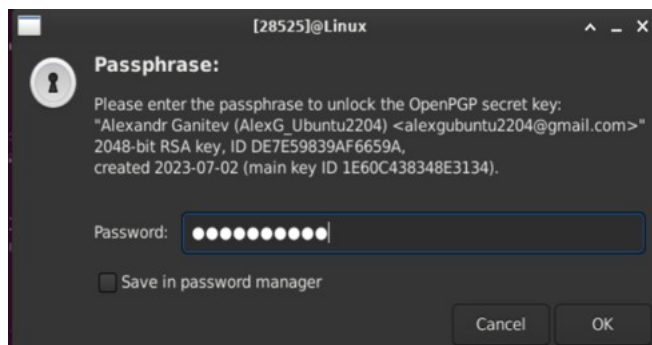 [28525]@Linux
Passphrase:
Please enter the passphrase to unlock the OpenPGP secret key:
"Alexandr Ganitev (AlexG_Ubuntu2204) <alexgubuntu2204@gmail.com>"
2048-bit RSA key, ID DE7E59839AF6659A,
created 2023-07-02 (main key ID 1E60C438348E3134).
Password: ●●●●●●●●●●
Save in password manager
Cancel OK